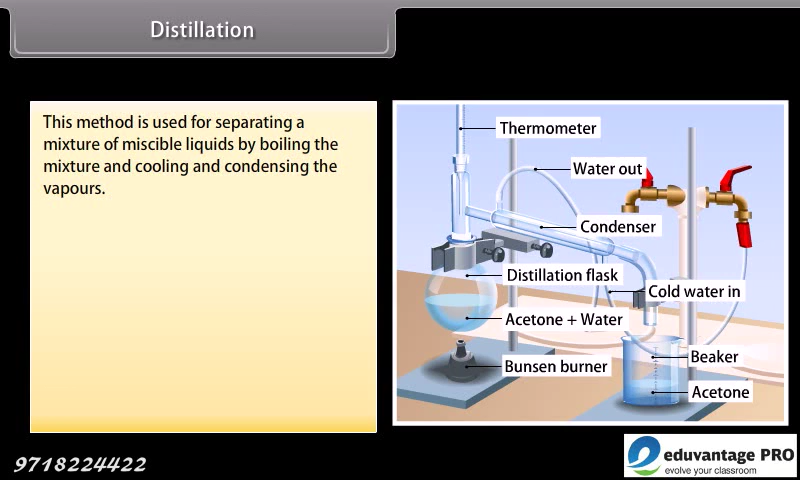 Distillation
This method is used for separating a
mixture of miscible liquids by boiling the
mixture and cooling and condensing the
vapours.
Thermometer
Water out
Condenser
Distillation flask
Cold water in
Acetone + Water
Beaker
Bunsen burner
Acetone
9718224422
eduvantage PRO
evolve your classroom